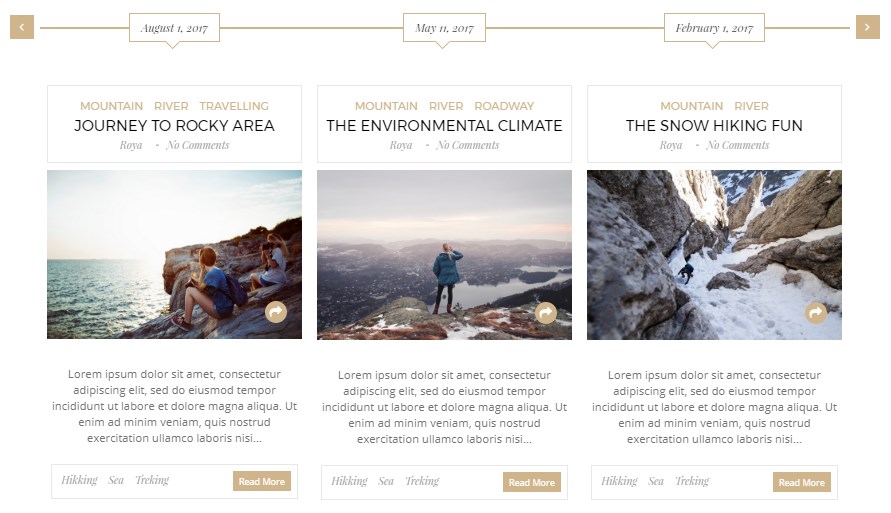 August 1, 2017
May 11, 2017
February 1, 2017
MOUNTAIN RIVER TRAVELLING
JOURNEY TO ROCKY AREA
Roya - No Comments
Lorem ipsum dolor sit amet, consectetur
adipiscing elit, sed do eiusmod tempor
incididunt ut labore et dolore magna aliqua. Ut
enim ad minim veniam, quis nostrud
exercitation ullamco laboris nisi...
Hikking Sea Treking
Read More
MOUNTAIN RIVER ROADWAY
THE ENVIRONMENTAL CLIMATE
Roya - No Comments
Lorem ipsum dolor sit amet, consectetur
adipiscing elit, sed do eiusmod tempor
incididunt ut labore et dolore magna aliqua. Ut
enim ad minim veniam, quis nostrud
exercitation ullamco laboris nisi...
Hikking Sea Treking
Read More
MOUNTAIN RIVER
THE SNOW HIKING FUN
Roya - No Comments
Lorem ipsum dolor sit amet, consectetur
adipiscing elit, sed do eiusmod tempor
incididunt ut labore et dolore magna aliqua. Ut
enim ad minim veniam, quis nostrud
exercitation ullamco laboris nisi...
Hikking Sea Treking
Read More